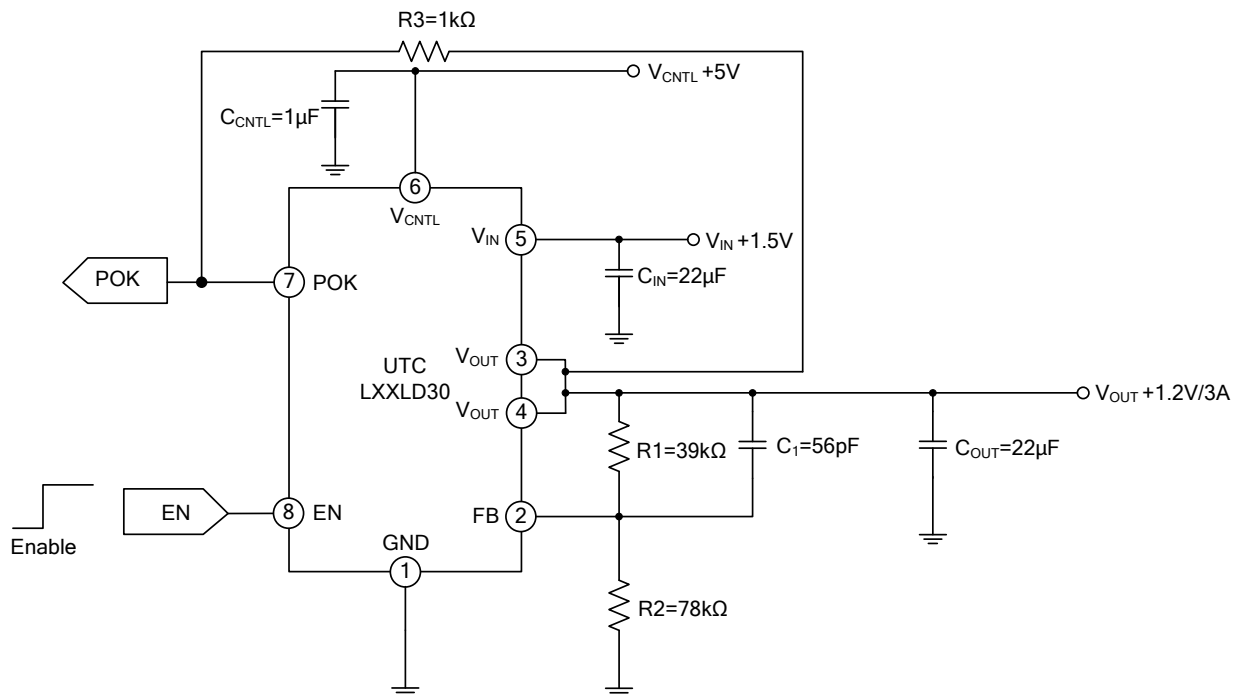 R3=1kΩ
VCNTL +5V
CCNTL=1µF
6
VCNTL
VIN
5
VIN +1.5V
CIN=22µF
POK
7
POK
VOUT
3
UTC
LXXLD30
VOUT
4
VOUT +1.2V/3A
R1=39kΩ
C1=56pF
COUT=22µF
Enable
EN
8
EN
FB
2
GND
1
R2=78kΩ